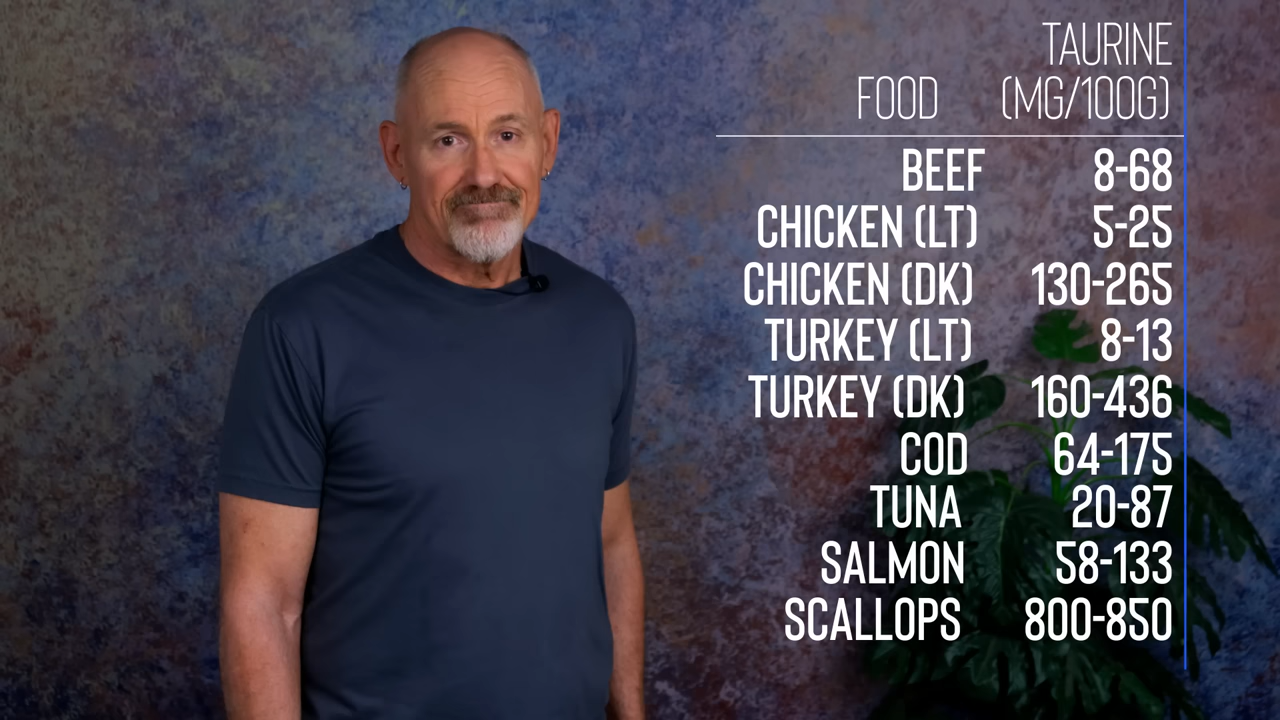 TAURINE
FOOD (MG/100G)
BEEF 8-68
CHICKEN (LT) 5-25
CHICKEN (DK) 130-265
TURKEY (LT) 8-13
TURKEY (DK) 160-436
COD 64-175
TUNA 20-87
SALMON 58-133
SCALLOPS 800-850